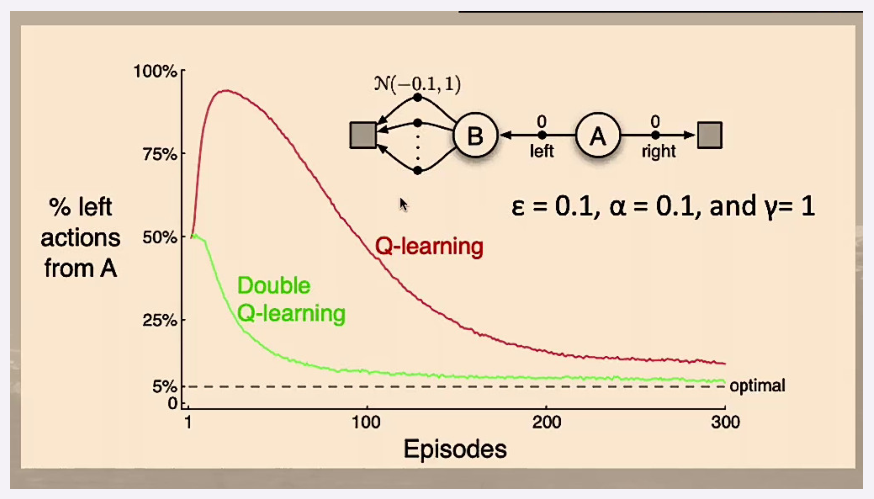 100%
75%
50%
25%
5%
0
% left
actions
from A
N(−0.1, 1)
B
0
left
A
0
right
ε = 0.1, α = 0.1, and γ= 1
Q-learning
Double
Q-learning
optimal
1
100
200
300
Episodes